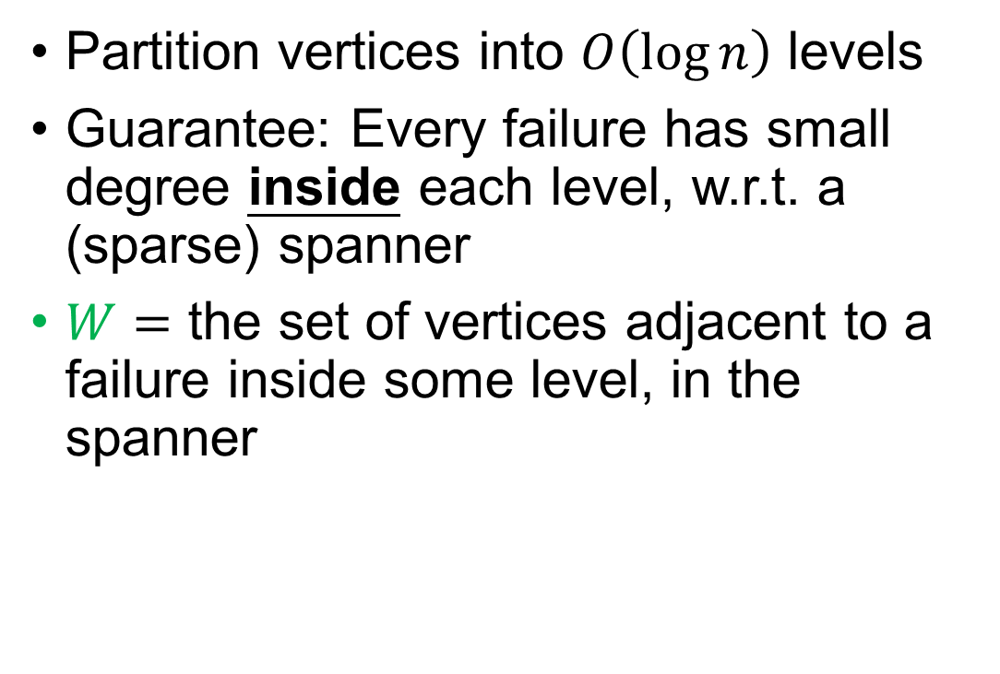 • Partition vertices into 𝑂(log 𝑛) levels
• Guarantee: Every failure has small
degree inside each level, w.r.t. a
(sparse) spanner
• 𝑊 = the set of vertices adjacent to a
failure inside some level, in the
spanner